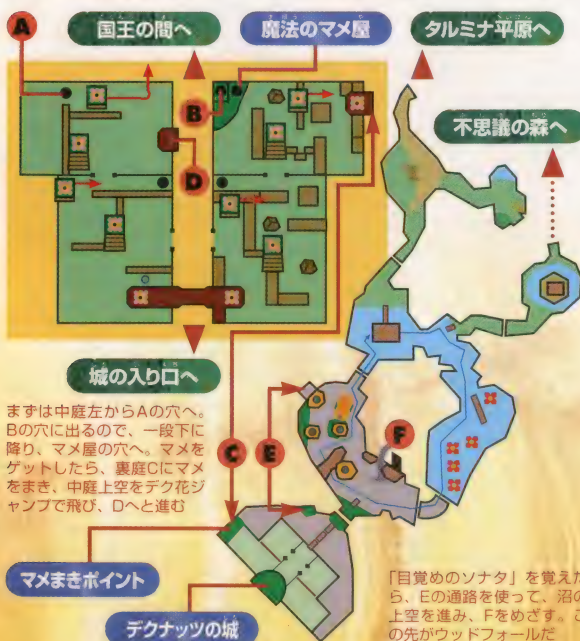 A
国王の間へ
魔法のマメ屋
タルミナ平原へ
B
不思議の森へ
D
城の入り口へ
まずは中庭左からAの穴へ。
Bの穴に出るので、一段下に
降り、マメ屋の穴へ。マメを
ゲットしたら、裏庭Cにマメ
をまき、中庭上空をデク花ジ
ャンプで飛び、Dへと進む
C
E
F
マメまきポイント
デクナッツの城
「目覚めのソナタ」を覚えた
ら、Eの通路を使って、沼の
上空を進み、Fをめざす。こ
の先がウッドフォールだ